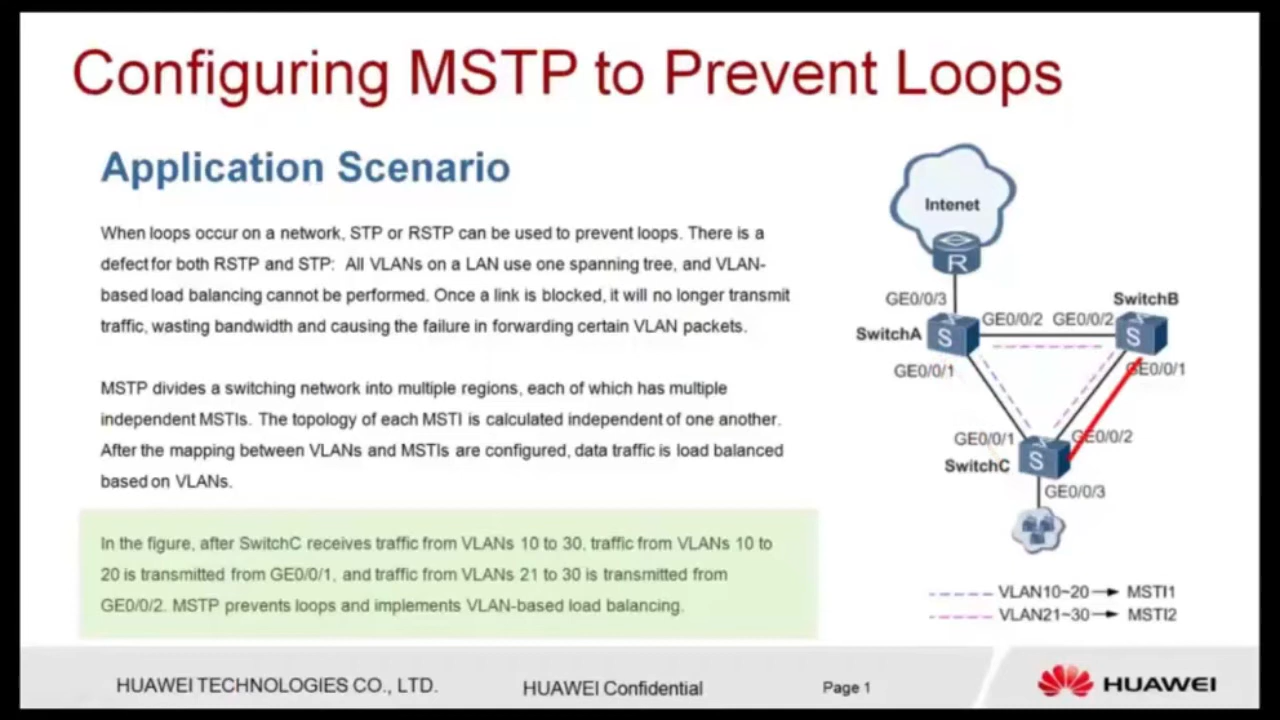 Configuring MSTP to Prevent Loops
Application Scenario
When loops occur on a network, STP or RSTP can be used to prevent loops. There is a
defect for both RSTP and STP: All VLANs on a LAN use one spanning tree, and VLAN-
based load balancing cannot be performed. Once a link is blocked, it will no longer transmit
traffic, wasting bandwidth and causing the failure in forwarding certain VLAN packets.
MSTP divides a switching network into multiple regions, each of which has multiple
independent MSTIs. The topology of each MSTI is calculated independent of one another.
After the mapping between VLANs and MSTIs are configured, data traffic is load balanced
based on VLANs.
In the figure, after SwitchC receives traffic from VLANs 10 to 30, traffic from VLANs 10 to
20 is transmitted from GE0/0/1, and traffic from VLANs 21 to 30 is transmitted from
GE0/0/2. MSTP prevents loops and implements VLAN-based load balancing.
Intenet
R
GE0/0/3
SwitchB
GE0/0/2 GE0/0/2
SwitchA
S
S
GE0/0/1
GE0/0/1
GE0/0/1
GE0/0/2
SwitchC
S
GE0/0/3
VLAN10~20 MSTI1
VLAN21~30 MSTI2
HUAWEI TECHNOLOGIES CO., LTD.
HUAWEI Confidential
Page 1
HUAWEI